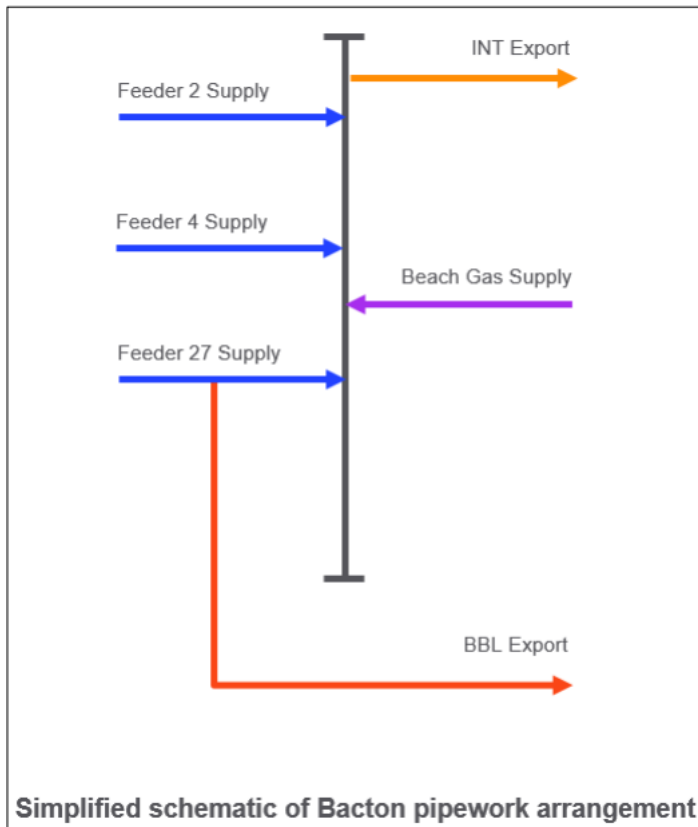 INT Export
Feeder 2 Supply
Feeder 4 Supply
Beach Gas Supply
Feeder 27 Supply
BBL Export
Simplified schematic of Bacton pipework arrangement